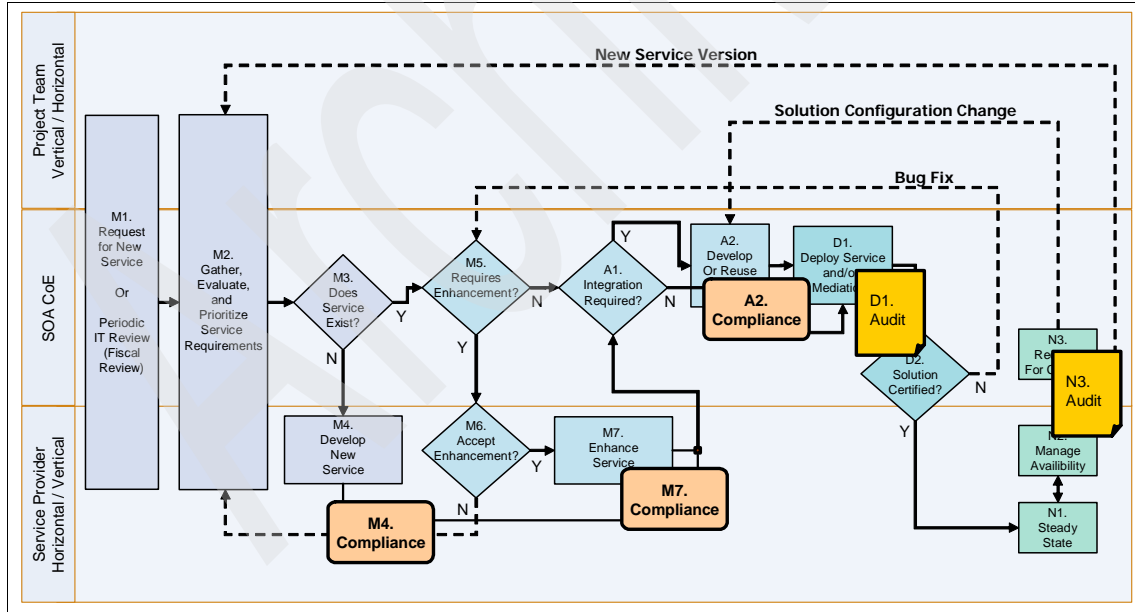 Project Team
Vertical / Horizontal
SOA CoE
Service Provider
Horizontal / Vertical
New Service Version
Solution Configuration Change
Bug Fix
M1.
Request
for New
Service
Or
Periodic
IT Review
(Fiscal
Review)
M2.
Gather,
Evaluate,
and
Prioritize
Service
Requirements
M3.
Does
Service
Exist?
Y
N
M4.
Develop
New
Service
M4.
Compliance
M5.
Requires
Enhancement?
N
Y
M6.
Accept
Enhancement?
Y
N
M7.
Enhance
Service
M7.
Compliance
A1.
Integration
Required?
Y
N
A2.
Develop
Or Reuse
A2.
Compliance
D1.
Deploy Service
and/o
Mediatio
D1.
Audit
D2.
Solution
Certified?
N
Y
N3.
Re
For C
N3.
Audit
N2.
Manage
Availibility
N1.
Steady
State